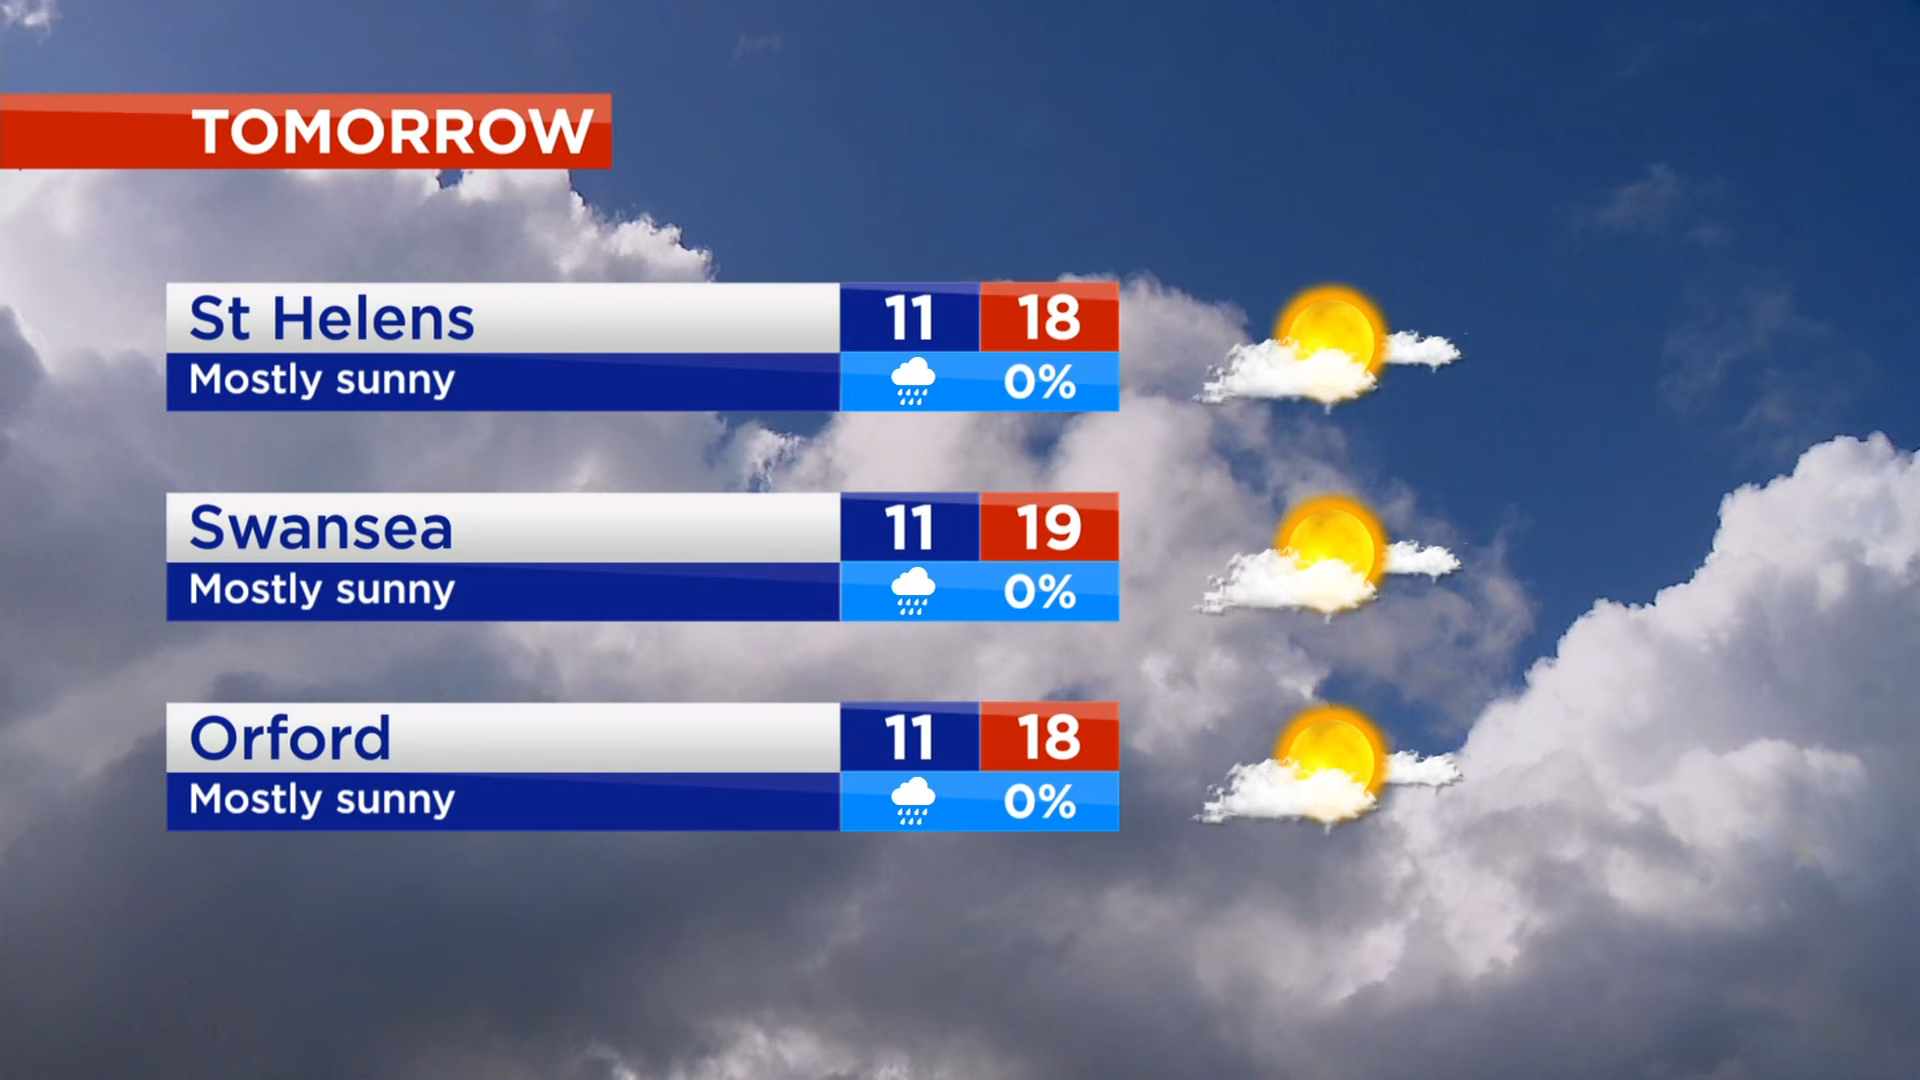 TOMORROW
St Helens 11 18
Mostly sunny 0%
Swansea 11 19
Mostly sunny 0%
Orford 11 18
Mostly sunny 0%